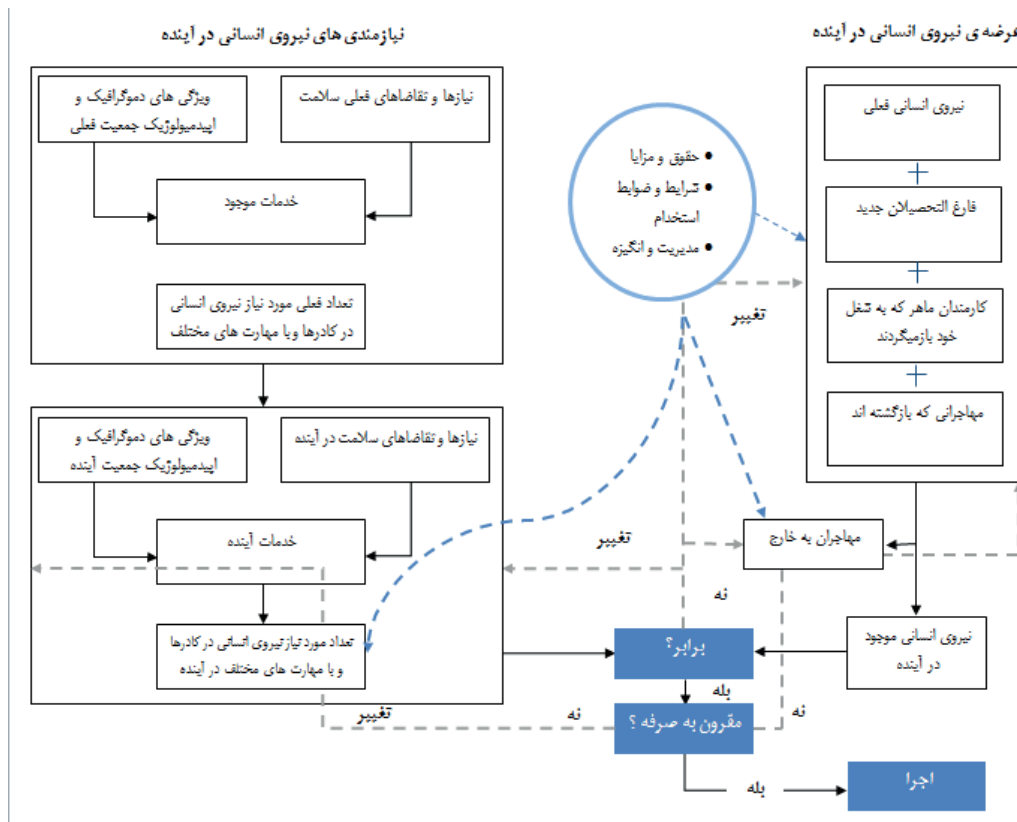 عرضه ی نیروی انسانی در آینده
نیازمندی های نیروی انسانی در آینده
نیروی انسانی فعلی
+
فارغ التحصیلان جدید
+
کارمندان ماهر که به شغل
خود بازمیگردند
+
مهاجرانی که بازگشته اند
• حقوق و مزایا
• شرایط و ضوابط
استخدام
• مدیریت و انگیزه
تغییر
نیازها و تقاضاهای فعلی سلامت
ویژگی های دموگرافیک و
اپیدمیولوژیک جمعیت فعلی
خدمات موجود
تعداد فعلی مورد نیاز نیروی انسانی
در کادرها و با مهارت های مختلف
نیازها و تقاضاهای سلامت در آینده
ویژگی های دموگرافیک و
اپیدمیولوژیک جمعیت آینده
خدمات آینده
تعداد مورد نیاز نیروی انسانی در کادرها
و با مهارت های مختلف در آینده
مهاجران به خارج
تغییر
نه
نیروی انسانی موجود
در آینده
برابر؟
بله
نه
مقرون به صرفه ؟
نه
تغییر
بله
اجرا